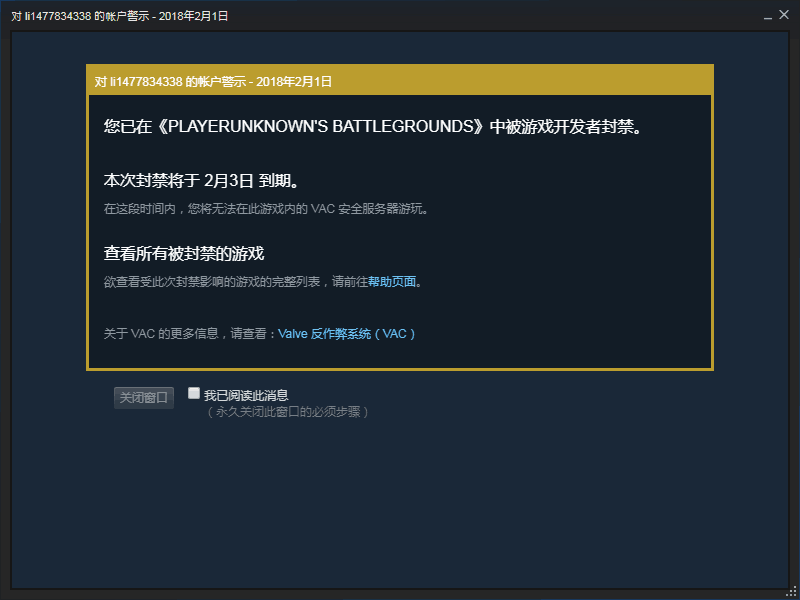 对 li1477834338 的帐户警示 - 2018年2月1日
对 li1477834338 的帐户警示 - 2018年2月1日
您已在《PLAYERUNKNOWN'S BATTLEGROUNDS》中被游戏开发者封禁。
本次封禁将于 2月3日 到期。
在这段时间内，您将无法在此游戏内的 VAC 安全服务器游玩。
查看所有被封禁的游戏
欲查看受此次封禁影响的游戏的完整列表，请前往帮助页面。
关于 VAC 的更多信息，请查看：Valve 反作弊系统（VAC）
关闭窗口 我已阅读此消息
（永久关闭此窗口的必须步骤）